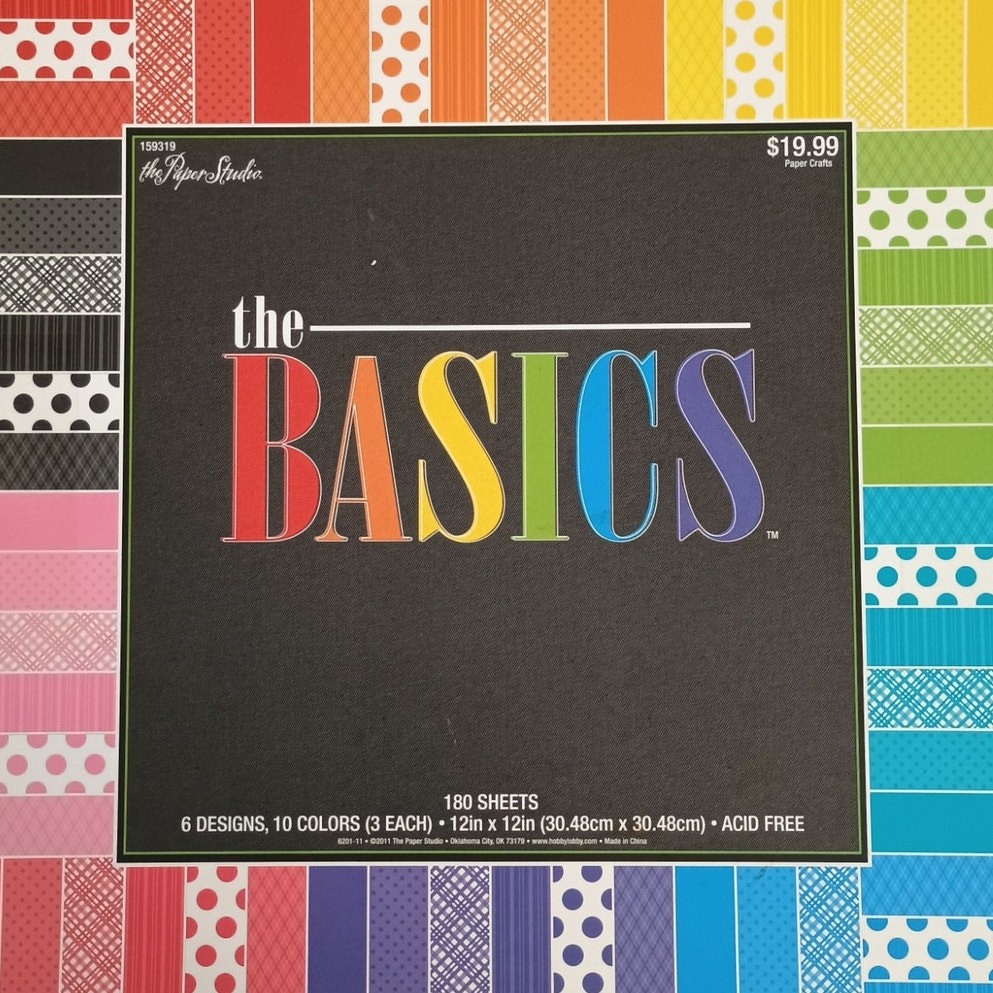 159319
the Paper Studio.
$19.99
Paper Crafts
the
BASICS™
180 SHEETS
6 DESIGNS, 10 COLORS (3 EACH) • 12in x 12in (30.48cm x 30.48cm) • ACID FREE
6201-11 • ©2011 The Paper Studio • Oklahoma City, OK 73179 • www.hobbylobby.com • Made in China